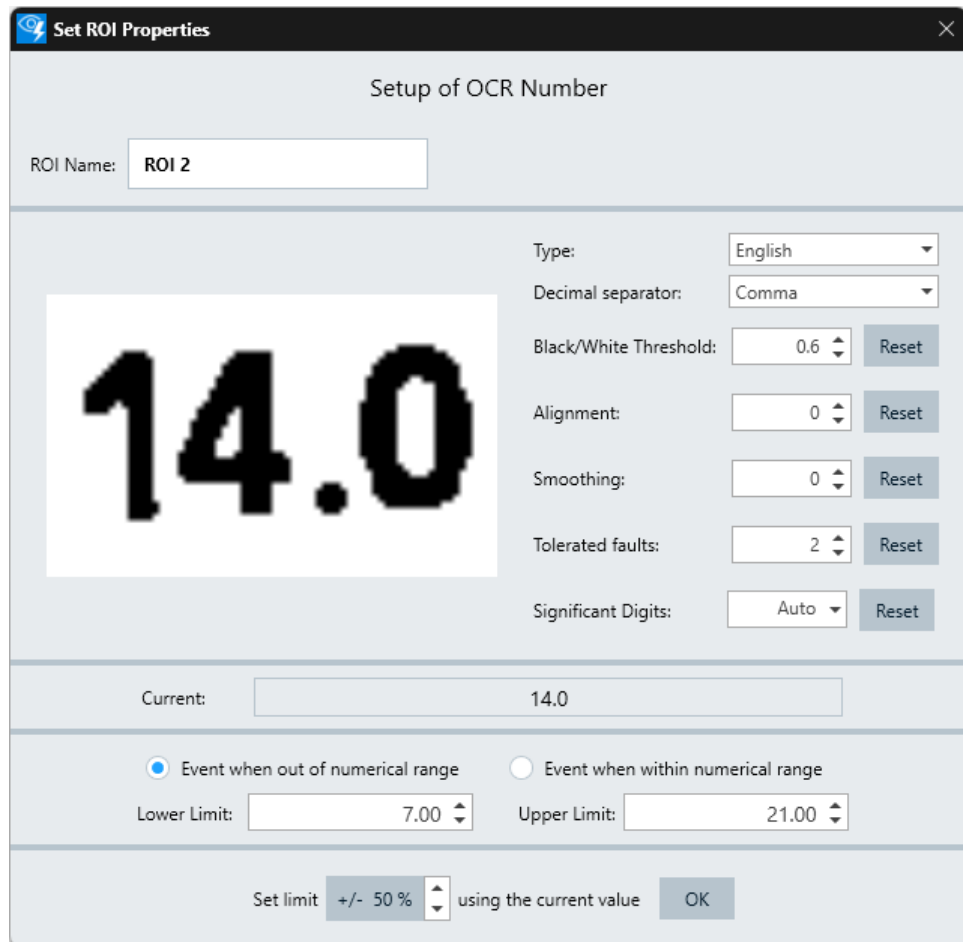 Set ROI Properties
Setup of OCR Number
ROI Name: ROI 2
Type: English
Decimal separator: Comma
14.0
Black/White Threshold: 0.6 Reset
Alignment: 0 Reset
Smoothing: 0 Reset
Tolerated faults: 2 Reset
Significant Digits: Auto Reset
Current: 14.0
Event when out of numerical range Event when within numerical range
Lower Limit: 7.00 Upper Limit: 21.00
Set limit +/- 50 % using the current value OK